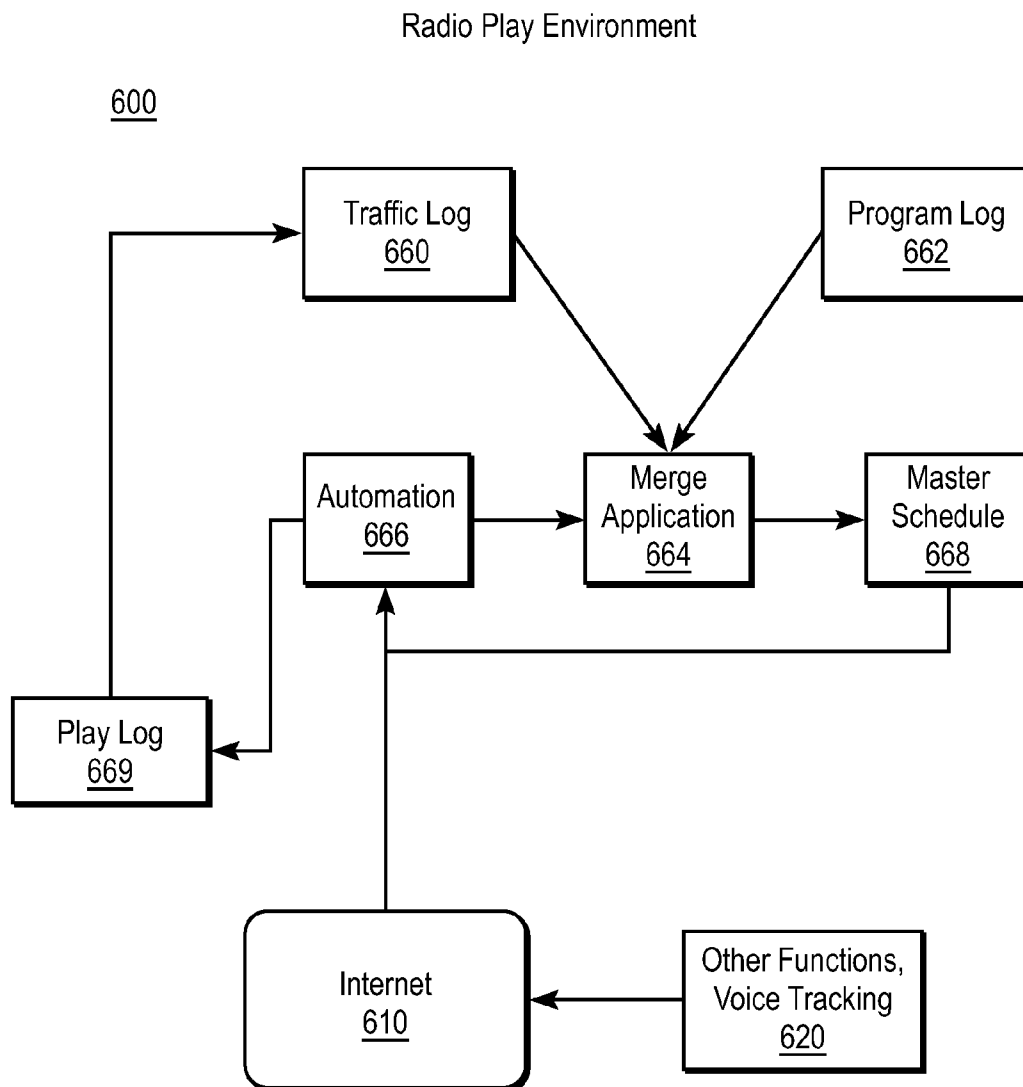 Radio Play Environment
600
Traffic Log
660
Program Log
662
Automation
666
Merge
Application
664
Master
Schedule
668
Play Log
669
Internet
610
Other Functions,
Voice Tracking
620